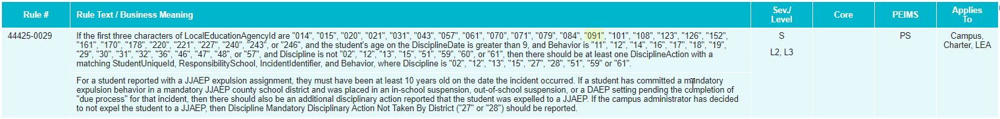 Rule # Rule Text / Business Meaning Sev./ Level Core PEIMS Applies To
44425-0029 If the first three characters of LocalEducationAgencyId are "014", "015", "020", "021", "031", "043", "057", "061", "070", "071", "079", "084", "091", "101", "108", "123", "126", "152", S PS Campus,
"161", "170", "178", "220", "221", "227", "240", "243", or "246", and the student's age on the DisciplineDate is greater than 9, and Behavior is "11", "12", "14", "16", "17", "18", "19", Charter, LEA
"29", "30", "31", "32", "36", "46", "47", "48", or "57", and Discipline is not "02", "12", "13", "15", "51", "59", "60", or "61", then there should be at least one DisciplineAction with a L2, L3
matching StudentUniqueId, ResponsibilitySchool, IncidentIdentifier, and Behavior, where Discipline is "02", "12", "13", "15", "27", "28", "51", "59" or "61".
For a student reported with a JJAEP expulsion assignment, they must have been at least 10 years old on the date the incident occurred. If a student has committed a mandatory
expulsion behavior in a mandatory JJAEP county school district and was placed in an in-school suspension, out-of-school suspension, or a DAEP setting pending the completion of
"due process" for that incident, then there should also be an additional disciplinary action reported that the student was expelled to a JJAEP. If the campus administrator has decided
to not expel the student to a JJAEP, then Discipline Mandatory Disciplinary Action Not Taken By District ("27" or "28") should be reported.